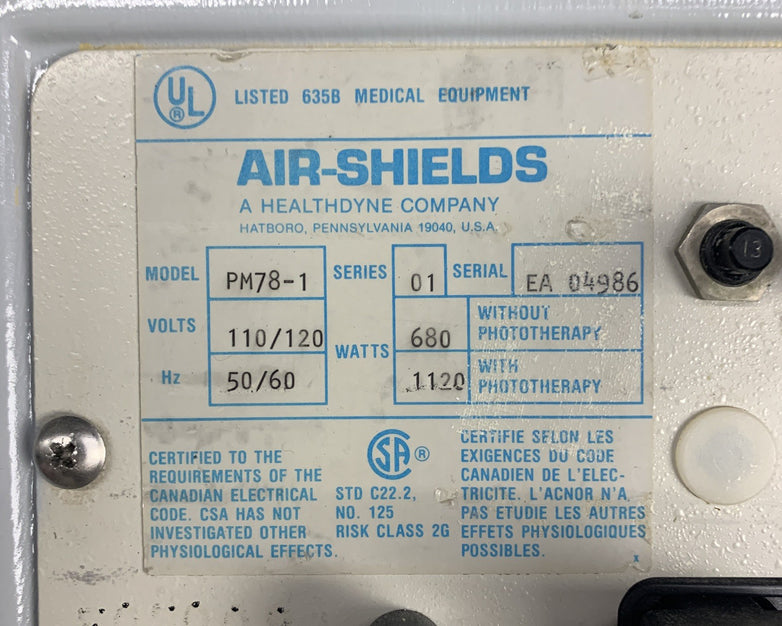 UL ® LISTED 635B MEDICAL EQUIPMENT
AIR-SHIELDS
A HEALTHDYNE COMPANY
HATBORO, PENNSYLVANIA 19040, U.S.A.
MODEL PM78-1 SERIES 01 SERIAL EA 04986
VOLTS 110/120
Hz 50/60
WATTS
680 WITHOUT PHOTOTHERAPY
1120 WITH PHOTOTHERAPY
CERTIFIED TO THE
REQUIREMENTS OF THE
CANADIAN ELECTRICAL
CODE. CSA HAS NOT
INVESTIGATED OTHER
PHYSIOLOGICAL EFFECTS.
SA ®
STD C22.2,
NO. 125
RISK CLASS 2G
CERTIFIE SELON LES
EXIGENCES DU CODE
CANADIEN DE L'ELEC-
TRICITE. L'ACNOR N'A
PAS ETUDIE LES AUTRES
EFFETS PHYSIOLOGIQUES
POSSIBLES.
x
13